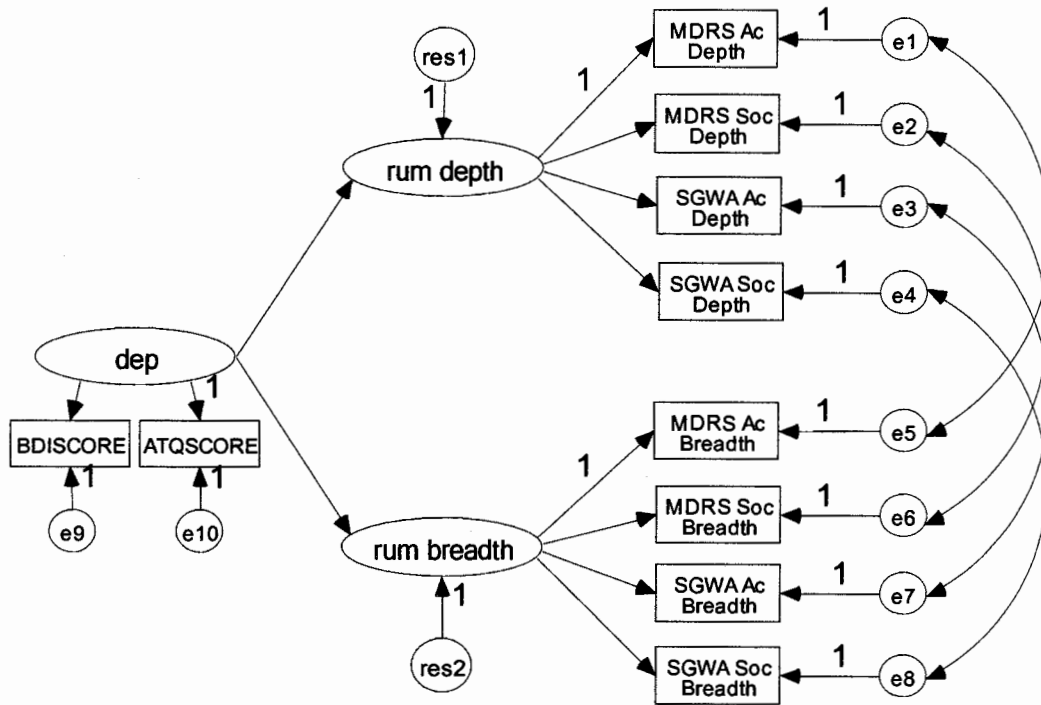 res1
1
rum depth
1
MDRS Ac
Depth
1
e1
MDRS Soc
Depth
1
e2
SGWA Ac
Depth
1
e3
SGWA Soc
Depth
1
e4
dep
1
BDISCORE
ATQSCORE
1
1
e9
e10
rum breadth
1
res2
1
MDRS Ac
Breadth
1
e5
MDRS Soc
Breadth
1
e6
SGWA Ac
Breadth
1
e7
SGWA Soc
Breadth
1
e8